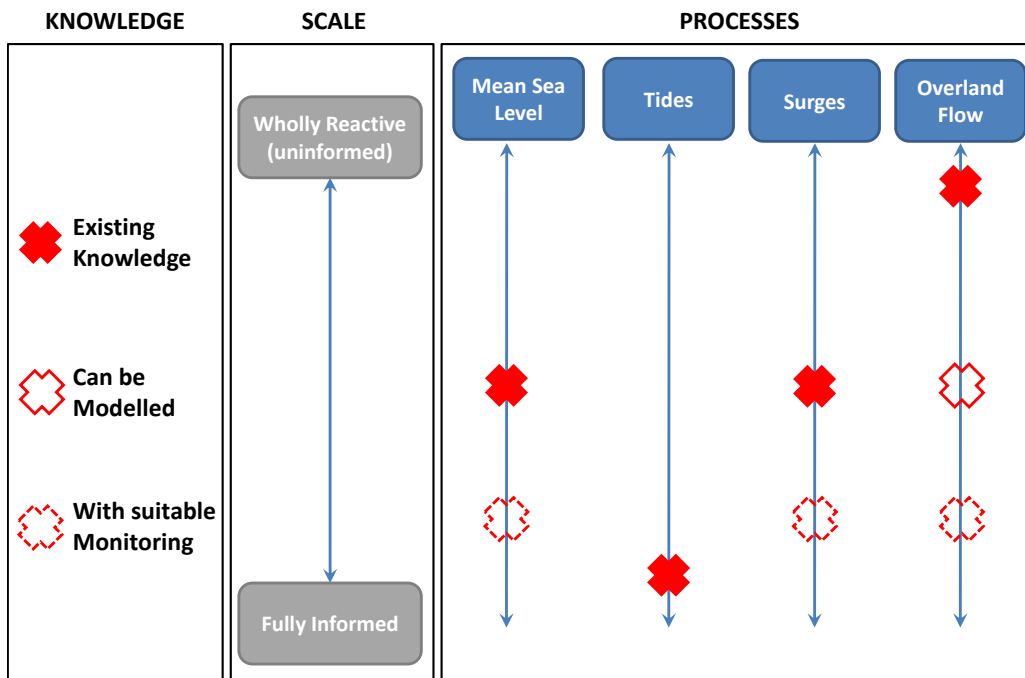 KNOWLEDGE
SCALE
PROCESSES
Existing
Knowledge
Can be
Modelled
With suitable
Monitoring
Wholly Reactive
(uninformed)
Fully Informed
Mean Sea
Level
Tides
Surges
Overland
Flow